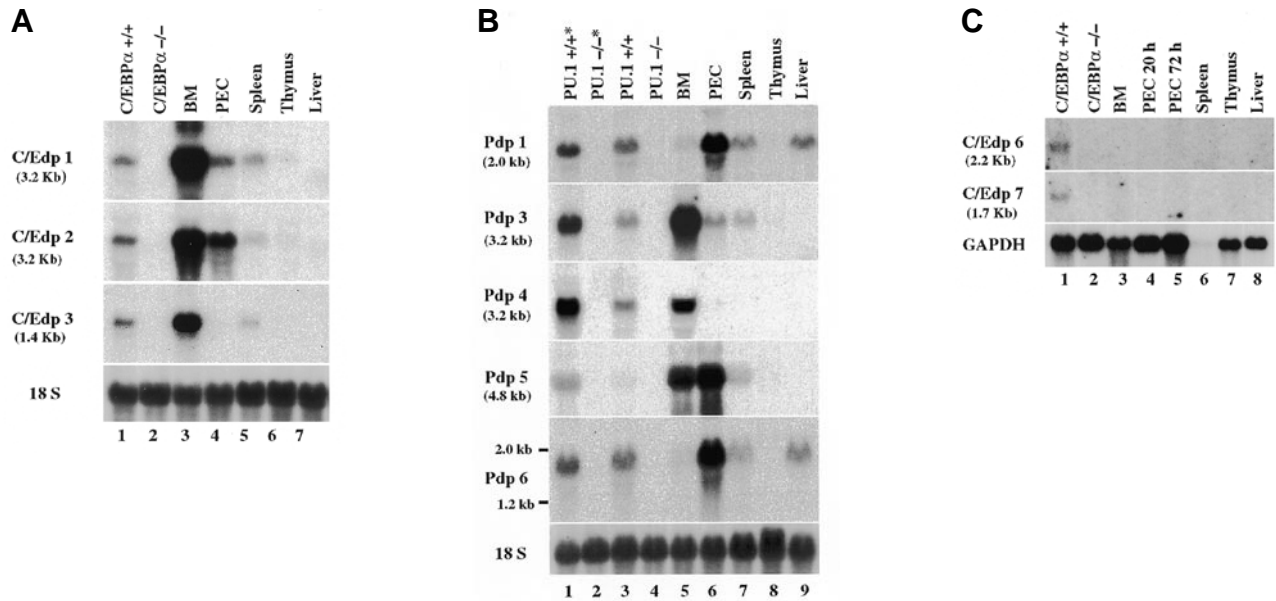 A
C/EBPα +/+
C/EBPα –/–
BM
PEC
Spleen
Thymus
Liver
C/Edp 1
(3.2 Kb)
C/Edp 2
(3.2 Kb)
C/Edp 3
(1.4 Kb)
18 S
1 2 3 4 5 6 7
B
PU.1 +/+*
PU.1 –/–*
PU.1 +/+
PU.1 –/–
BM
PEC
Spleen
Thymus
Liver
Pdp 1
(2.0 kb)
Pdp 3
(3.2 kb)
Pdp 4
(3.2 kb)
Pdp 5
(4.8 kb)
2.0 kb
Pdp 6
1.2 kb
18 S
1 2 3 4 5 6 7 8 9
C
C/EBPα +/+
C/EBPα –/–
BM
PEC 20 h
PEC 72 h
Spleen
Thymus
Liver
C/Edp 6
(2.2 Kb)
C/Edp 7
(1.7 Kb)
GAPDH
1 2 3 4 5 6 7 8